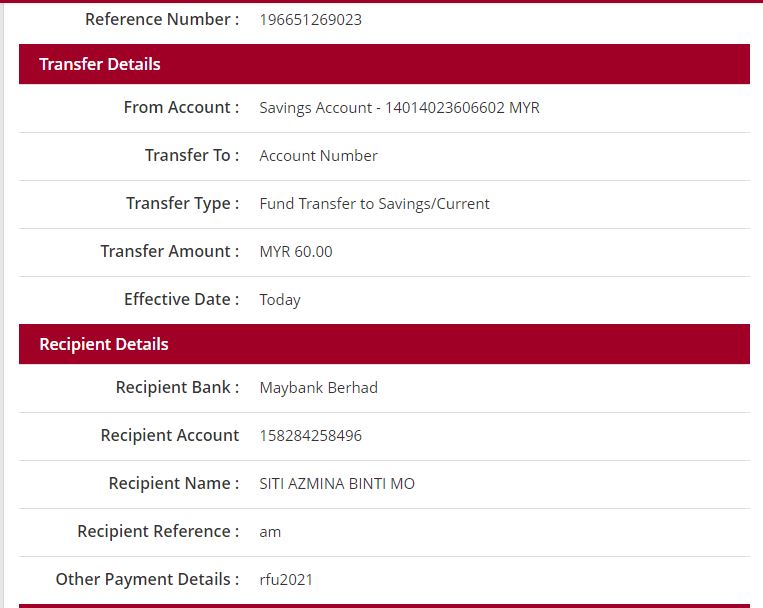 Reference Number : 196651269023
Transfer Details
From Account : Savings Account - 14014023606602 MYR
Transfer To : Account Number
Transfer Type : Fund Transfer to Savings/Current
Transfer Amount : MYR 60.00
Effective Date : Today
Recipient Details
Recipient Bank : Maybank Berhad
Recipient Account 158284258496
Recipient Name : SITI AZMINA BINTI MO
Recipient Reference : am
Other Payment Details : rfu2021